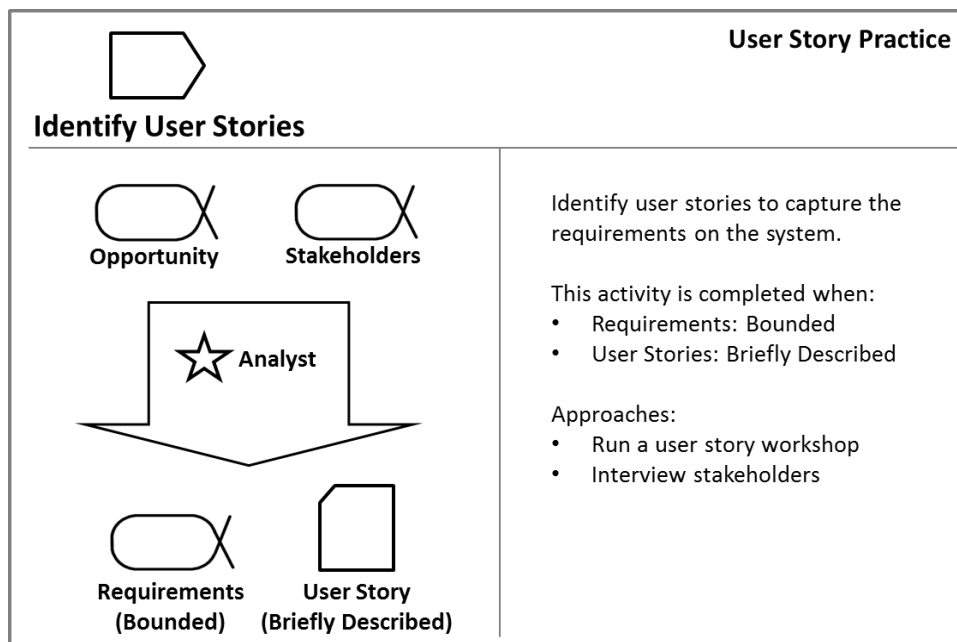 User Story Practice
Identify User Stories
Opportunity
Stakeholders
Analyst
Requirements
(Bounded)
User Story
(Briefly Described)
Identify user stories to capture the
requirements on the system.
This activity is completed when:
• Requirements: Bounded
• User Stories: Briefly Described
Approaches:
• Run a user story workshop
• Interview stakeholders